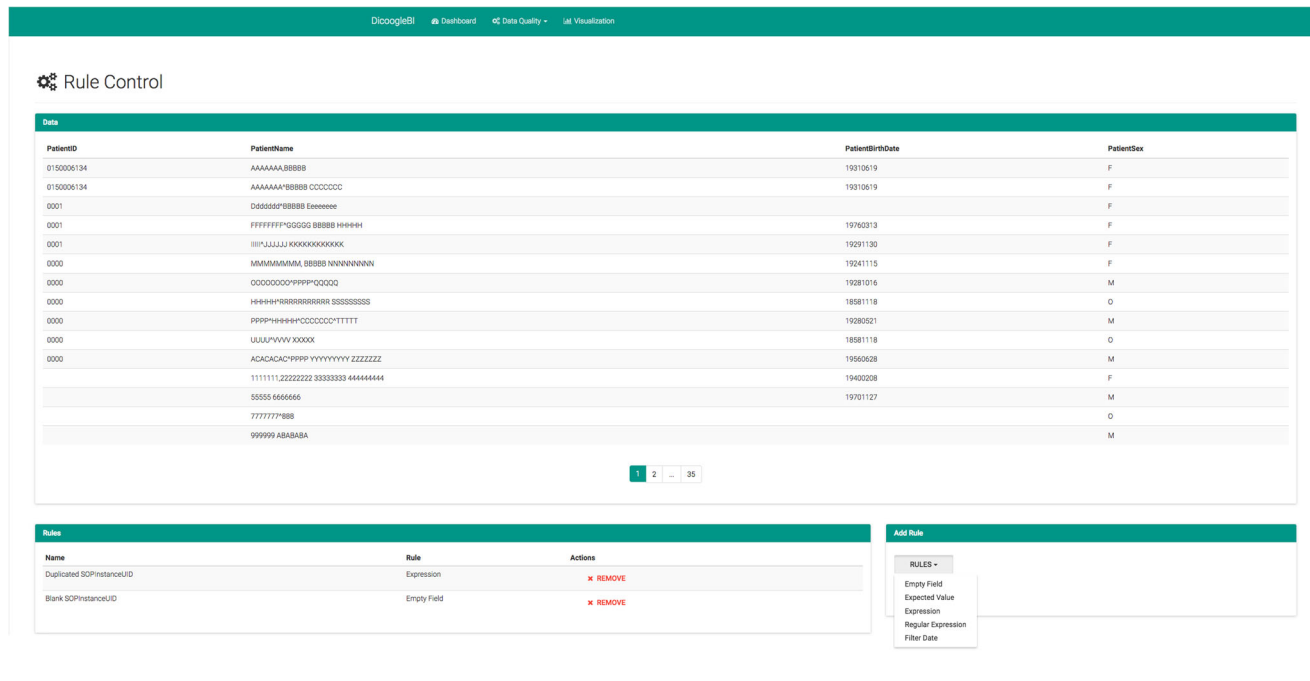 DicoogleBI Dashboard Data Quality Visualization
Rule Control
Data
PatientID PatientName PatientBirthDate PatientSex
0150006134 AAAAAAA,BBBBB 19310619 F
0150006134 AAAAAAA^BBBBB CCCCCCC 19310619 F
0001 Ddddddd^BBBBB Eeeeeeee F
0001 FFFFFFFF^GGGGG BBBBB HHHHH 19760313 F
0001 IIIII^JJJJJJ KKKKKKKKKKKK 19291130 F
0000 MMMMMMMM, BBBBB NNNNNNNNN 19241115 F
0000 OOOOOOOO^PPPP^QQQQQ 19281016 M
0000 HHHHH^RRRRRRRRRRR SSSSSSSSS 18581118 O
0000 PPPP^HHHHH^CCCCCCC^TTTTT 19280521 M
0000 UUUU^VVVV XXXXX 18581118 O
0000 ACACACAC^PPPP YYYYYYYYY ZZZZZZZ 19560628 M
1111111,22222222 33333333 444444444 19400208 F
55555 6666666 19701127 M
7777777^888 O
999999 ABABABA M
1 2 ... 35
Rules
Name Rule Actions
Duplicated SOPInstanceUID Expression REMOVE
Blank SOPInstanceUID Empty Field REMOVE
Add Rule
RULES
Empty Field
Expected Value
Expression
Regular Expression
Filter Date